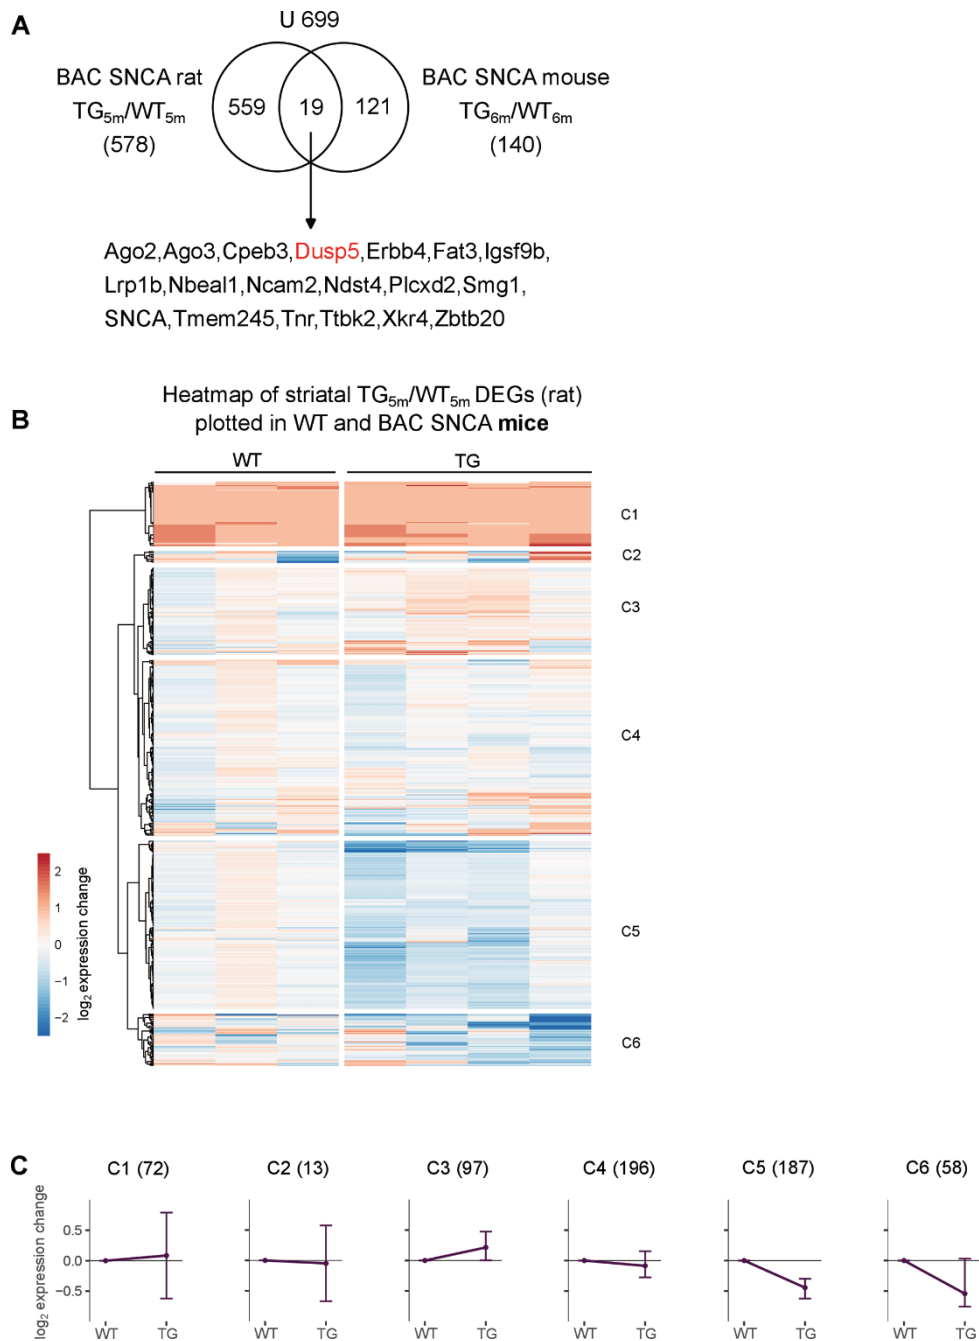 A
U 699
BAC SNCA rat
TG5m/WT5m
(578)
559
19
121
BAC SNCA mouse
TG6m/WT6m
(140)
Ago2,Ago3,Cpeb3,Dusp5,Erbb4,Fat3,Igsf9b,
Lrp1b,Nbeal1,Ncam2,Ndst4,Plcxd2,Smg1,
SNCA,Tmem245,Tnr,Ttbk2,Xkr4,Zbtb20
B
Heatmap of striatal TG5m/WT5m DEGs (rat)
plotted in WT and BAC SNCA mice
WT
TG
C1
C2
C3
C4
C5
C6
2
1
0
−1
−2
log2 expression change
C
C1 (72)
C2 (13)
C3 (97)
C4 (196)
C5 (187)
C6 (58)
log2 expression change
0.5
0.0
−0.5
WT
TG
WT
TG
WT
TG
WT
TG
WT
TG
WT
TG